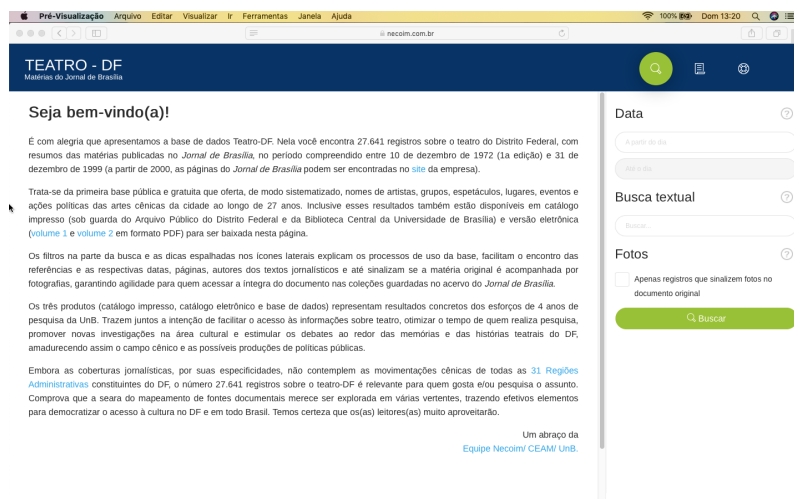 Pré-Visualização Arquivo Editar Visualizar Ir Ferramentas Janela Ajuda 100% Dom 13:20
necoim.com.br
TEATRO - DF
Matérias do Jornal de Brasília
Seja bem-vindo(a)!
É com alegria que apresentamos a base de dados Teatro-DF. Nela você encontra 27.641 registros sobre o teatro do Distrito Federal, com
resumos das matérias publicadas no Jornal de Brasília, no período compreendido entre 10 de dezembro de 1972 (1a edição) e 31 de
dezembro de 1999 (a partir de 2000, as páginas do Jornal de Brasília podem ser encontradas no site da empresa).
Trata-se da primeira base pública e gratuita que oferta, de modo sistematizado, nomes de artistas, grupos, espetáculos, lugares, eventos e
ações políticas das artes cênicas da cidade ao longo de 27 anos. Inclusive esses resultados também estão disponíveis em catálogo
impresso (sob guarda do Arquivo Público do Distrito Federal e da Biblioteca Central da Universidade de Brasília) e versão eletrônica
(volume 1 e volume 2 em formato PDF) para ser baixada nesta página.
Os filtros na parte da busca e as dicas espalhadas nos ícones laterais explicam os processos de uso da base, facilitam o encontro das
referências e as respectivas datas, páginas, autores dos textos jornalísticos e até sinalizam se a matéria original é acompanhada por
fotografias, garantindo agilidade para quem acessar a íntegra do documento nas coleções guardadas no acervo do Jornal de Brasília.
Os três produtos (catálogo impresso, catálogo eletrônico e base de dados) representam resultados concretos dos esforços de 4 anos de
pesquisa da UnB. Trazem juntos a intenção de facilitar o acesso às informações sobre teatro, otimizar o tempo de quem realiza pesquisa,
promover novas investigações na área cultural e estimular os debates ao redor das memórias e das histórias teatrais do DF,
amadurecendo assim o campo cênico e as possíveis produções de políticas públicas.
Embora as coberturas jornalísticas, por suas especificidades, não contemplem as movimentações cênicas de todas as 31 Regiões
Administrativas constituintes do DF, o número 27.641 registros sobre o teatro-DF é relevante para quem gosta e/ou pesquisa o assunto.
Comprova que a seara do mapeamento de fontes documentais merece ser explorada em várias vertentes, trazendo efetivos elementos
para democratizar o acesso à cultura no DF e em todo Brasil. Temos certeza que os(as) leitores(as) muito aproveitarão.
Um abraço da
Equipe Necoim/ CEAM/ UnB.
Data ?
A partir do dia
Até o dia
Busca textual ?
Buscar...
Fotos ?
Apenas registros que sinalizem fotos no
documento original
Buscar